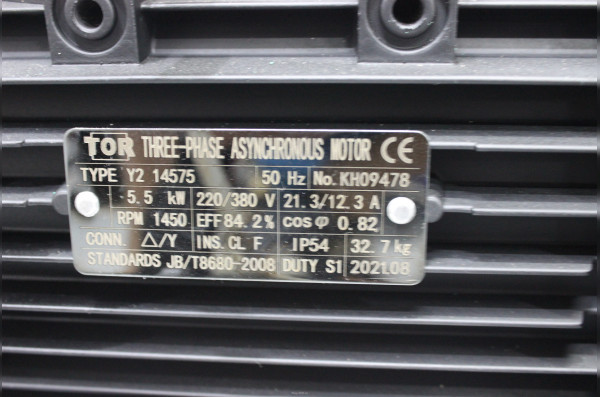 TOR THREE-PHASE ASYNCHRONOUS MOTOR CE
TYPE Y2 14575 50 Hz No. KH09478
5.5 kW 220/380 V 21.3/12.3 A
RPM 1450 EFF 84.2% cosφ 0.82
CONN. △/Y INS. CL F IP54 32.7kg
STANDARDS JB/T8680-2008 DUTY S1 2021.08